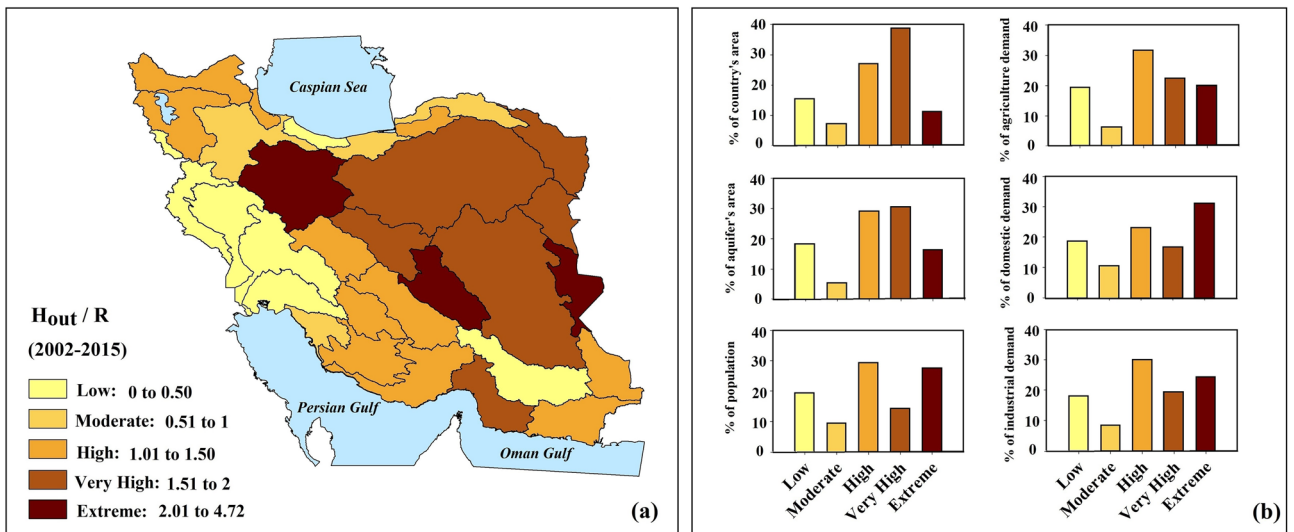 Caspian Sea
Persian Gulf
Oman Gulf
H_out / R
(2002-2015)
Low: 0 to 0.50
Moderate: 0.51 to 1
High: 1.01 to 1.50
Very High: 1.51 to 2
Extreme: 2.01 to 4.72
(a)
% of country's area
40
30
20
10
0
% of agriculture demand
40
30
20
10
0
% of aquifer's area
40
30
20
10
0
% of domestic demand
40
30
20
10
0
% of population
40
30
20
10
0
Low
Moderate
High
Very High
Extreme
% of industrial demand
40
30
20
10
0
Low
Moderate
High
Very High
Extreme
(b)